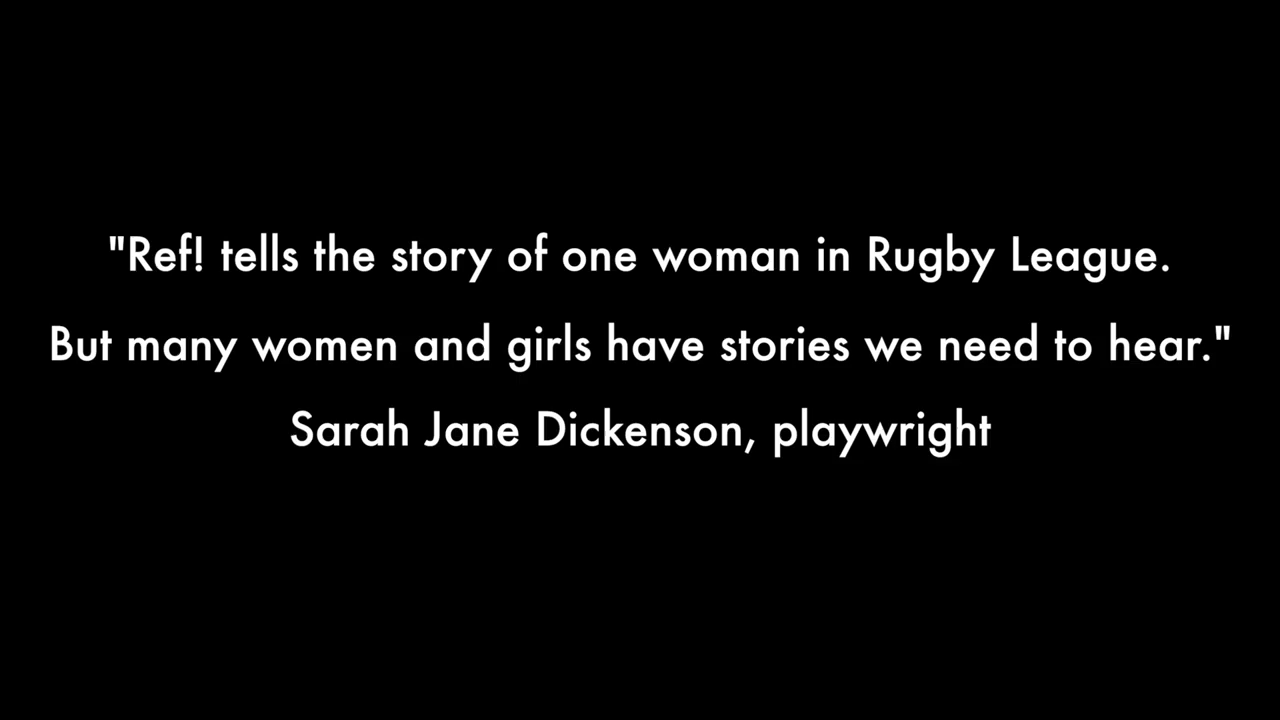 "Ref! tells the story of one woman in Rugby League.
But many women and girls have stories we need to hear."
Sarah Jane Dickenson, playwright